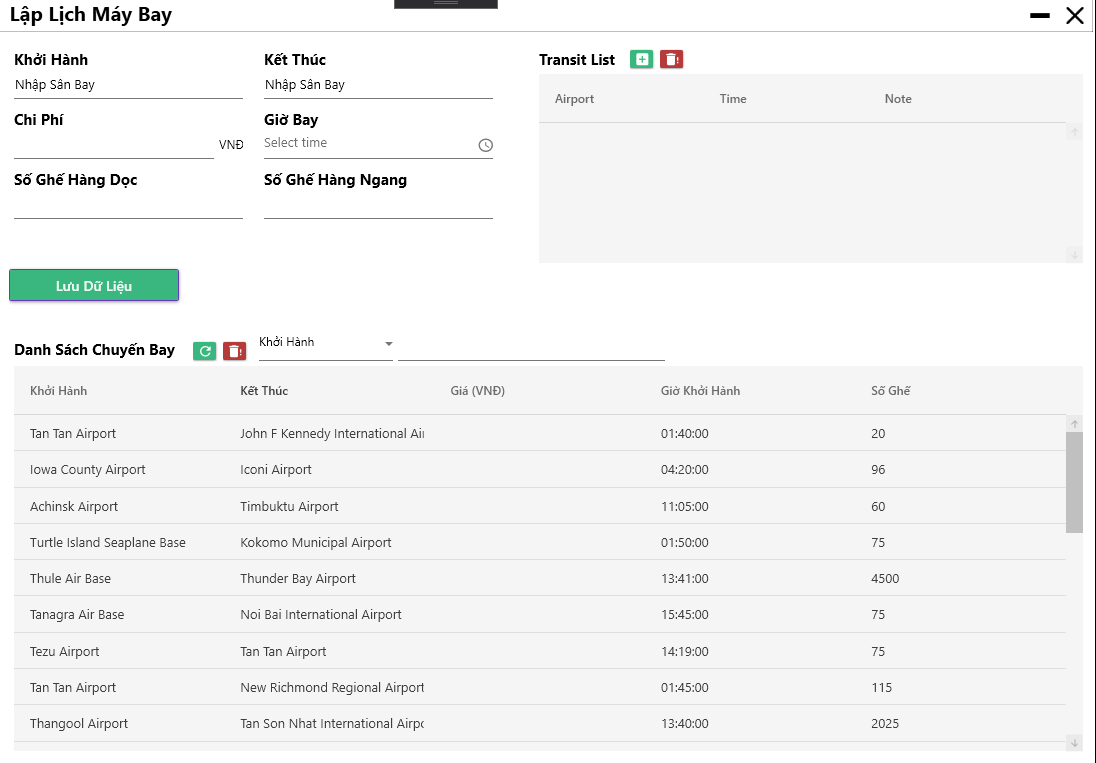 Lập Lịch Máy Bay
Khởi Hành
Kết Thúc
Nhập Sân Bay
Nhập Sân Bay
Chi Phí
Giờ Bay
VNĐ
Select time
Số Ghế Hàng Dọc
Số Ghế Hàng Ngang
Lưu Dữ Liệu
Transit List
Airport Time Note
Danh Sách Chuyến Bay
Khởi Hành
Khởi Hành Kết Thúc Giá (VNĐ) Giờ Khởi Hành Số Ghế
Tan Tan Airport John F Kennedy International Air 01:40:00 20
Iowa County Airport Iconi Airport 04:20:00 96
Achinsk Airport Timbuktu Airport 11:05:00 60
Turtle Island Seaplane Base Kokomo Municipal Airport 01:50:00 75
Thule Air Base Thunder Bay Airport 13:41:00 4500
Tanagra Air Base Noi Bai International Airport 15:45:00 75
Tezu Airport Tan Tan Airport 14:19:00 75
Tan Tan Airport New Richmond Regional Airport 01:45:00 115
Thangool Airport Tan Son Nhat International Airpo 13:40:00 2025